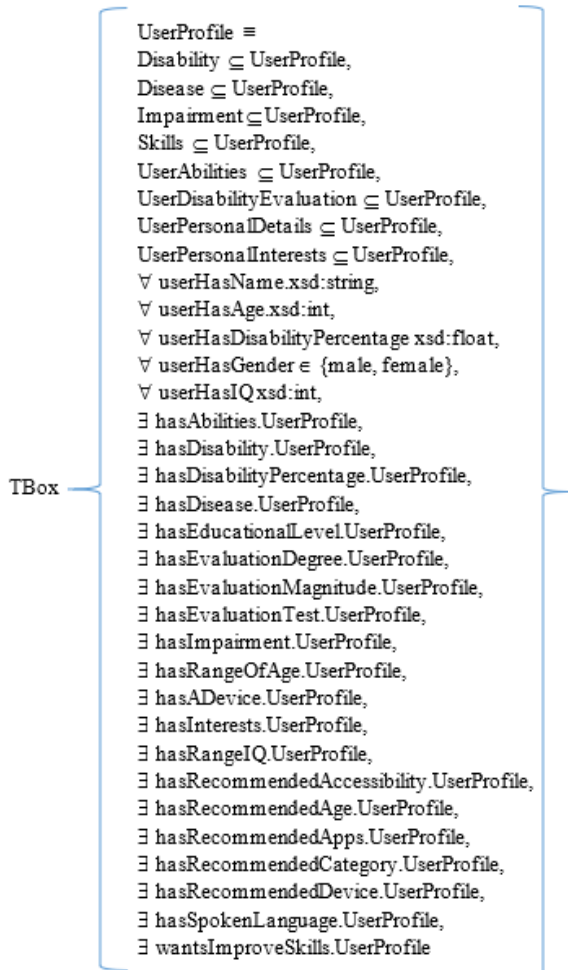 UserProfile ≡
Disability ⊆ UserProfile,
Disease ⊆ UserProfile,
Impairment⊆UserProfile,
Skills ⊆ UserProfile,
UserAbilities ⊆ UserProfile,
UserDisabilityEvaluation ⊆ UserProfile,
UserPersonalDetails ⊆ UserProfile,
UserPersonalInterests ⊆ UserProfile,
∀ userHasName.xsd:string,
∀ userHasAge.xsd:int,
∀ userHasDisabilityPercentage xsd:float,
∀ userHasGender ∈ {male, female},
∀ userHasIQ xsd:int,
∃ hasAbilities.UserProfile,
∃ hasDisability.UserProfile,
∃ hasDisabilityPercentage.UserProfile,
TBox
∃ hasDisease.UserProfile,
∃ hasEducationalLevel.UserProfile,
∃ hasEvaluationDegree.UserProfile,
∃ hasEvaluationMagnitude.UserProfile,
∃ hasEvaluationTest.UserProfile,
∃ hasImpairment.UserProfile,
∃ hasRangeOfAge.UserProfile,
∃ hasADevice.UserProfile,
∃ hasInterests.UserProfile,
∃ hasRangeIQ.UserProfile,
∃ hasRecommendedAccessibility.UserProfile,
∃ hasRecommendedAge.UserProfile,
∃ hasRecommendedApps.UserProfile,
∃ hasRecommendedCategory.UserProfile,
∃ hasRecommendedDevice.UserProfile,
∃ hasSpokenLanguage.UserProfile,
∃ wantsImproveSkills.UserProfile